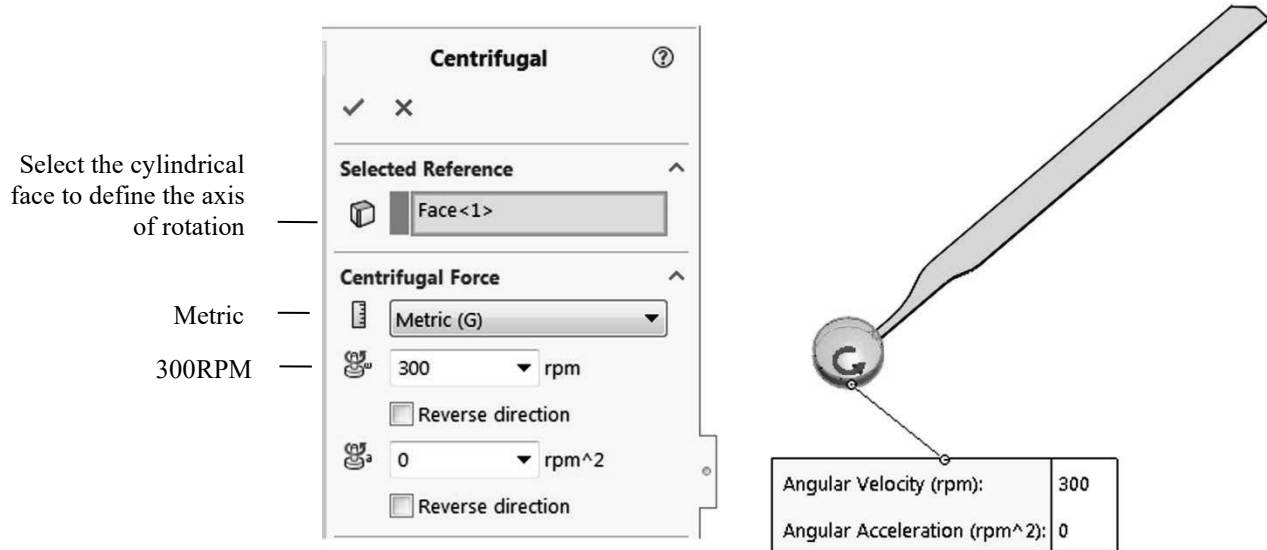 Centrifugal
Select the cylindrical
face to define the axis
of rotation
Selected Reference
Face<1>
Centrifugal Force
Metric
Metric (G)
300RPM
300 rpm
Reverse direction
0 rpm^2
Reverse direction
Angular Velocity (rpm): 300
Angular Acceleration (rpm^2): 0